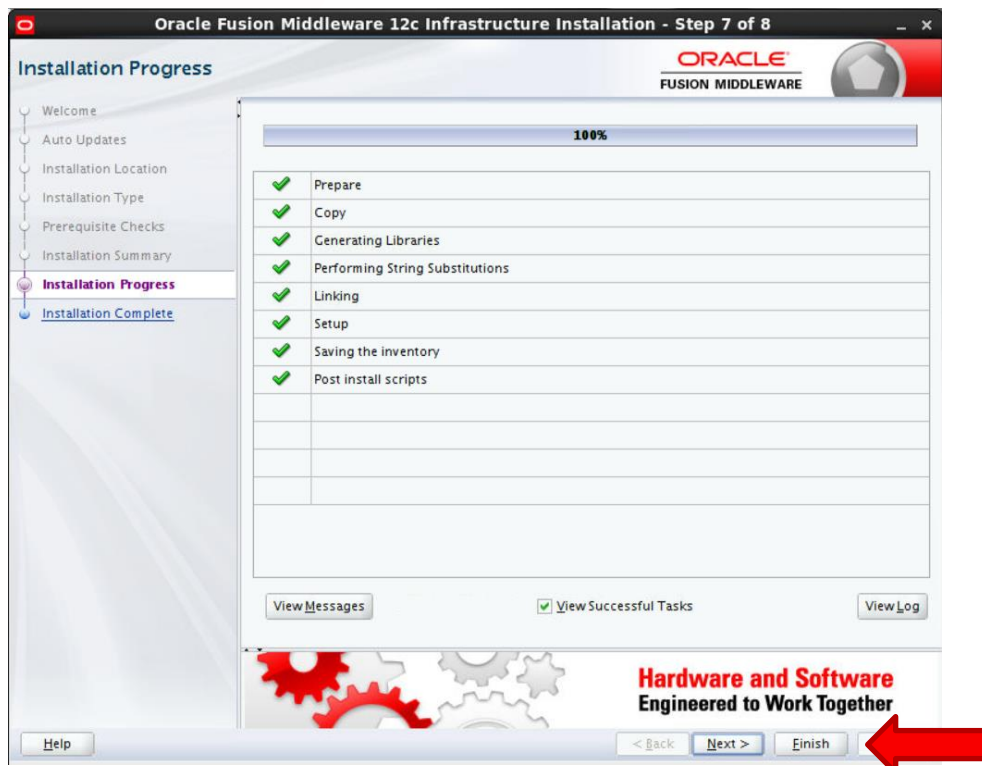 Oracle Fusion Middleware 12c Infrastructure Installation - Step 7 of 8
Installation Progress
ORACLE
FUSION MIDDLEWARE
Welcome
Auto Updates
Installation Location
Installation Type
Prerequisite Checks
Installation Summary
Installation Progress
Installation Complete
100%
Prepare
Copy
Generating Libraries
Performing String Substitutions
Linking
Setup
Saving the inventory
Post install scripts
View Messages
View Successful Tasks
View Log
Hardware and Software
Engineered to Work Together
Help
< Back
Next >
Finish